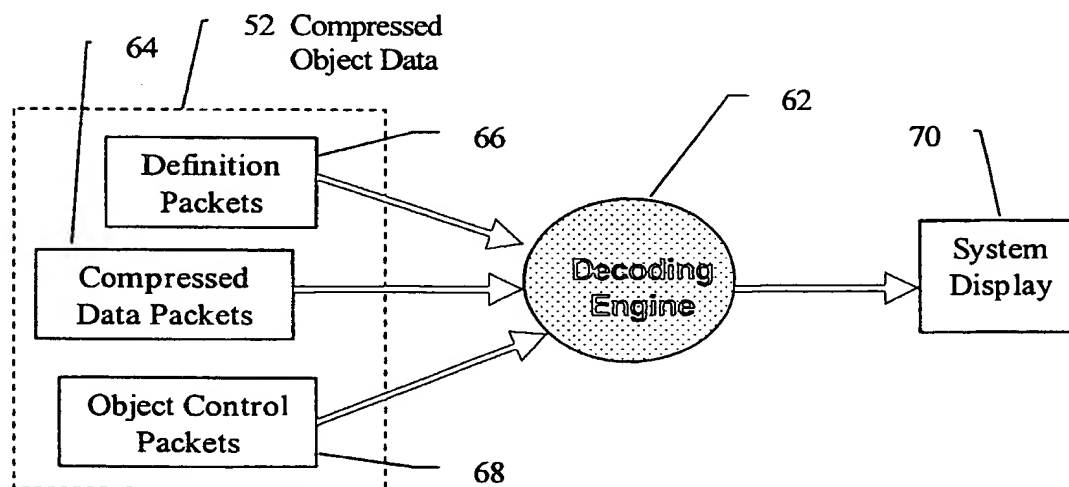 52 Compressed
Object Data
64
62
66
70
Definition
Packets
System
Display
Decoding
Engine
Compressed
Data Packets
Object Control
Packets
68